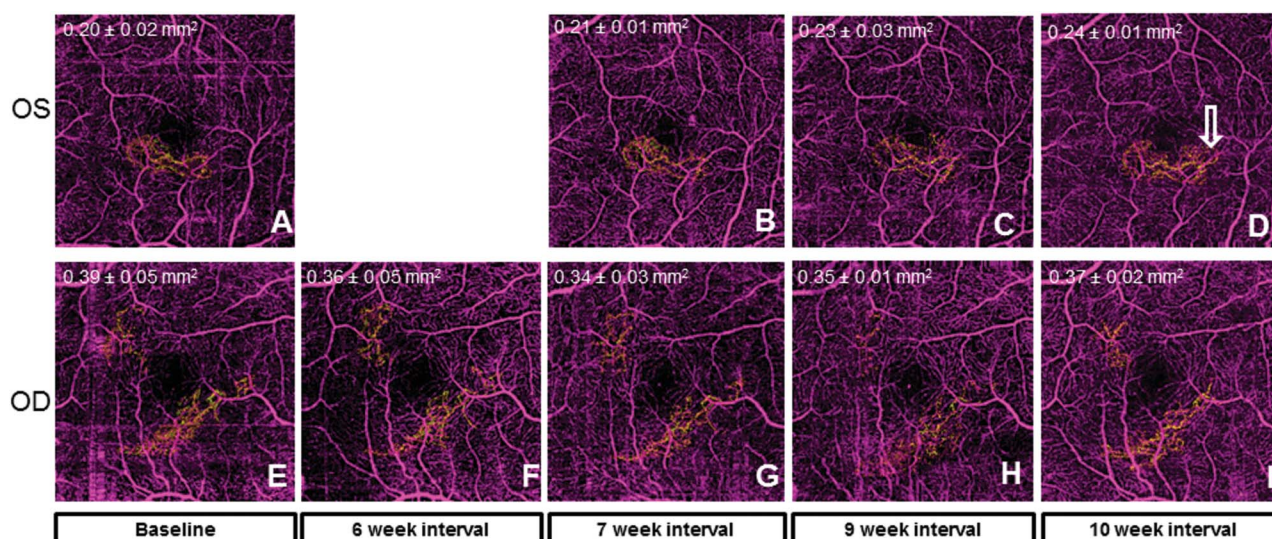 0.20 ± 0.02 mm²
0.21 ± 0.01 mm²
0.23 ± 0.03 mm²
0.24 ± 0.01 mm²
OS
A
B
C
D
0.39 ± 0.05 mm²
0.36 ± 0.05 mm²
0.34 ± 0.03 mm²
0.35 ± 0.01 mm²
0.37 ± 0.02 mm²
OD
E
F
G
H
I
Baseline
6 week interval
7 week interval
9 week interval
10 week interval